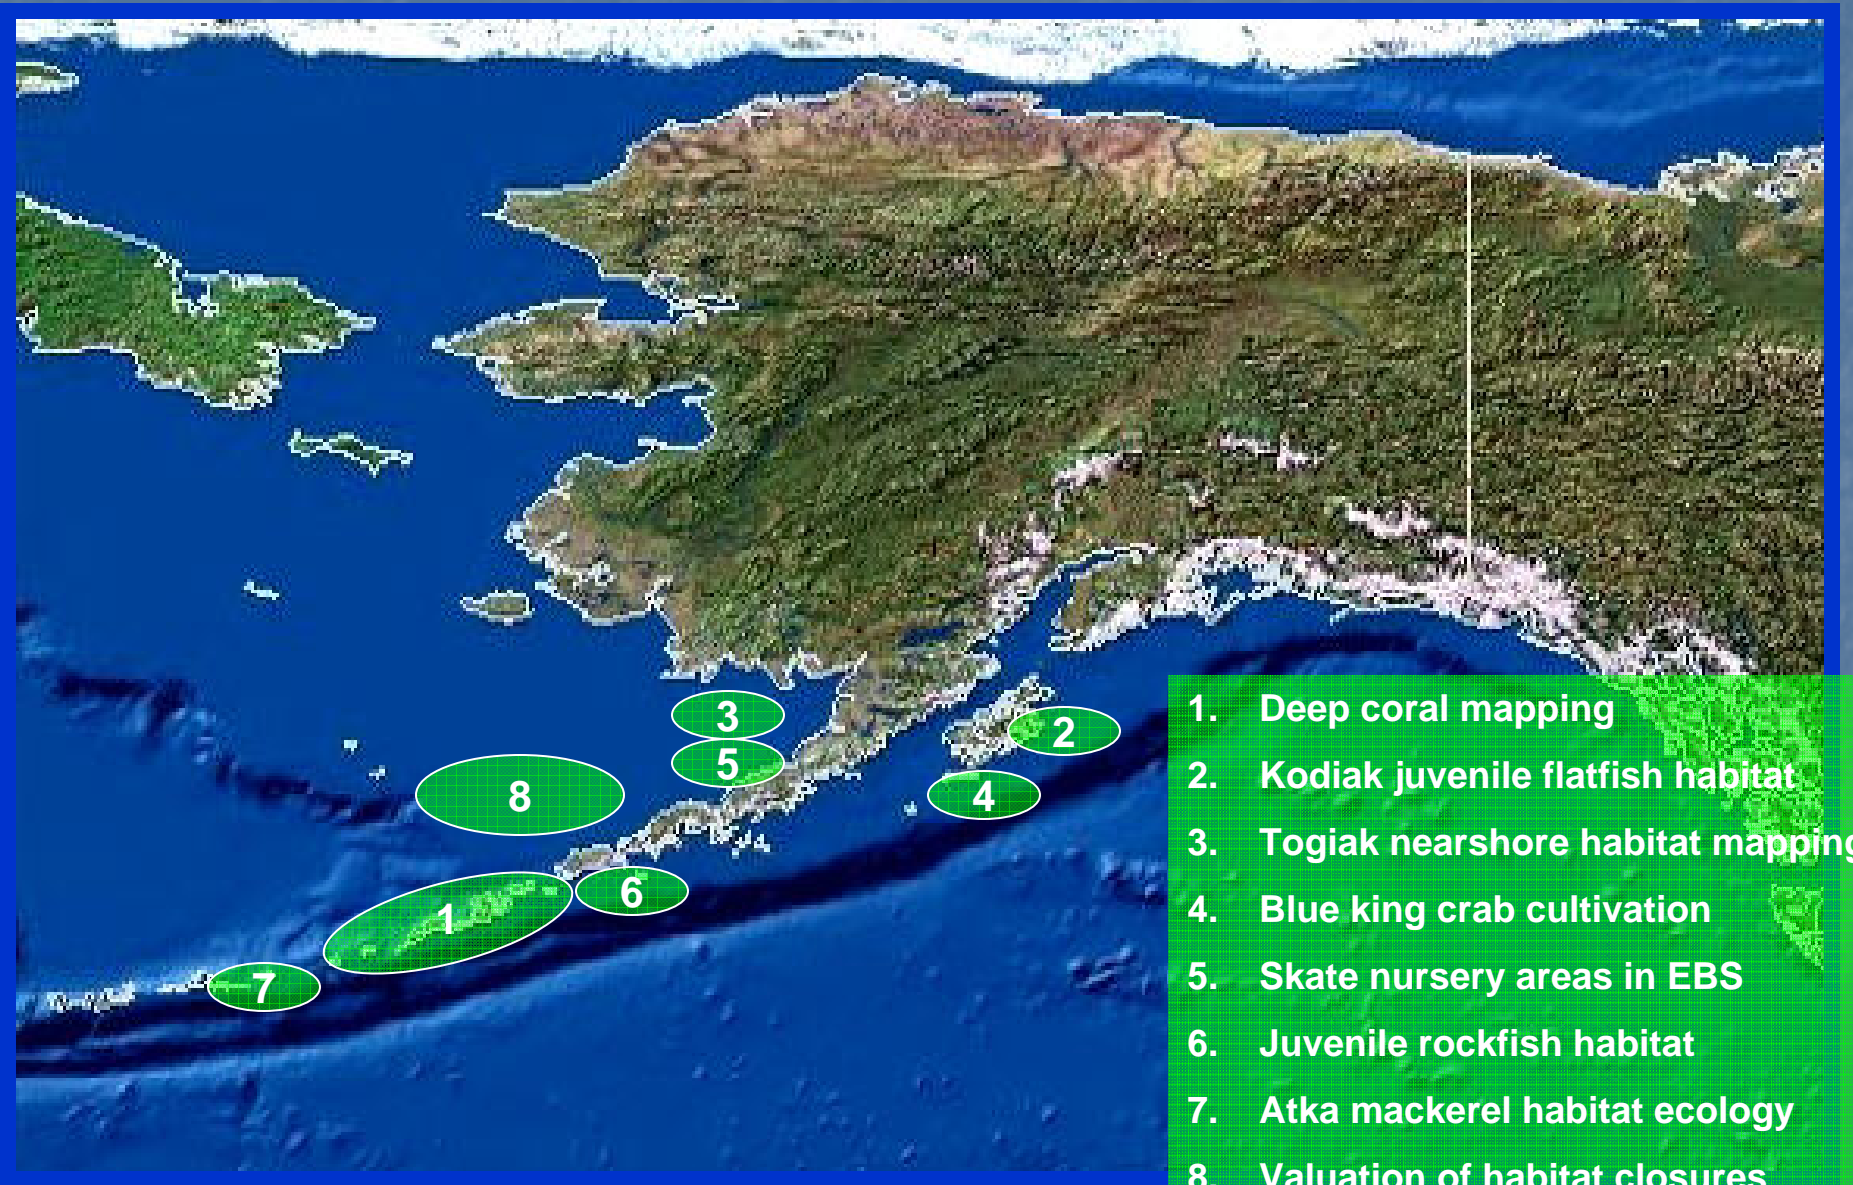 3
2
5
8
4
6
1
7
1. Deep coral mapping
2. Kodiak juvenile flatfish habitat
3. Togiak nearshore habitat mapping
4. Blue king crab cultivation
5. Skate nursery areas in EBS
6. Juvenile rockfish habitat
7. Atka mackerel habitat ecology
8. Valuation of habitat closures